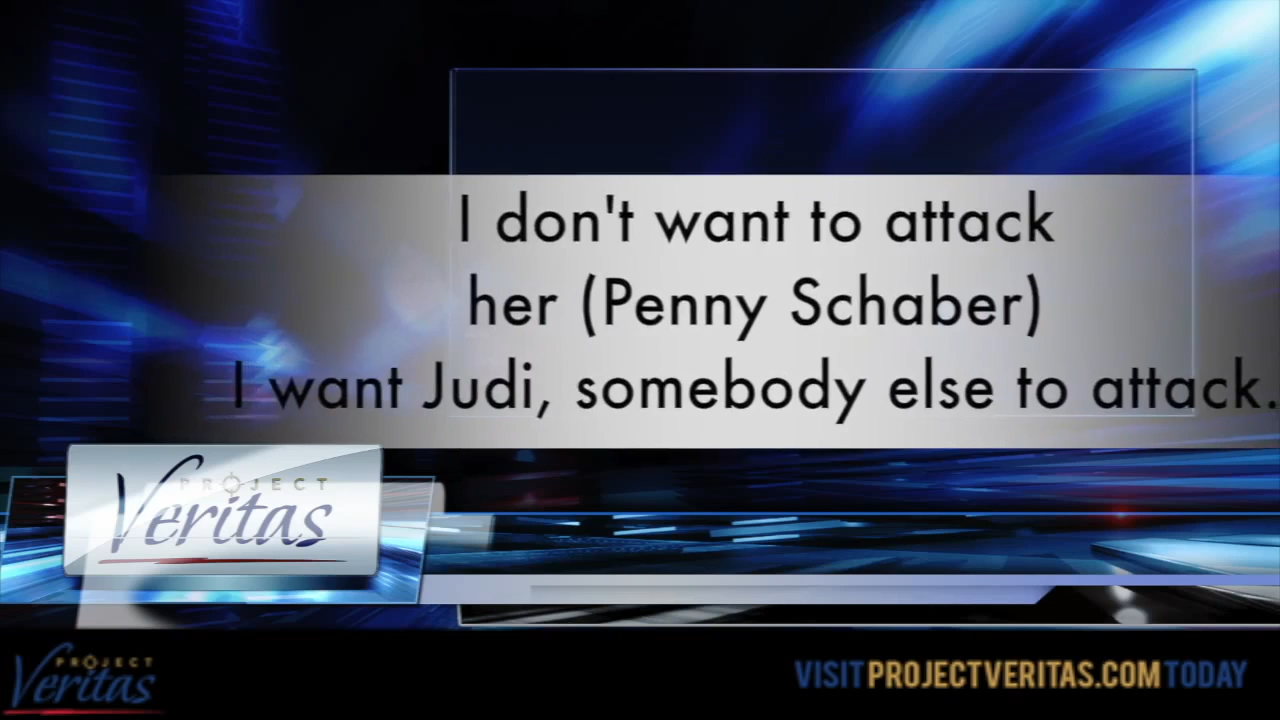 I don't want to attack
her (Penny Schaber)
I want Judi, somebody else to attack.
PROJECT
Veritas
PROJECT
Veritas
VISIT PROJECTVERITAS.COM TODAY